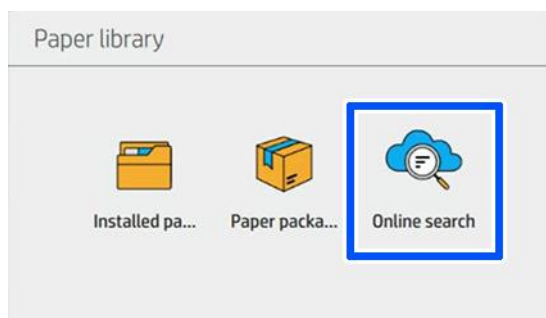 Paper library
Installed pa...
Paper packa...
Online search